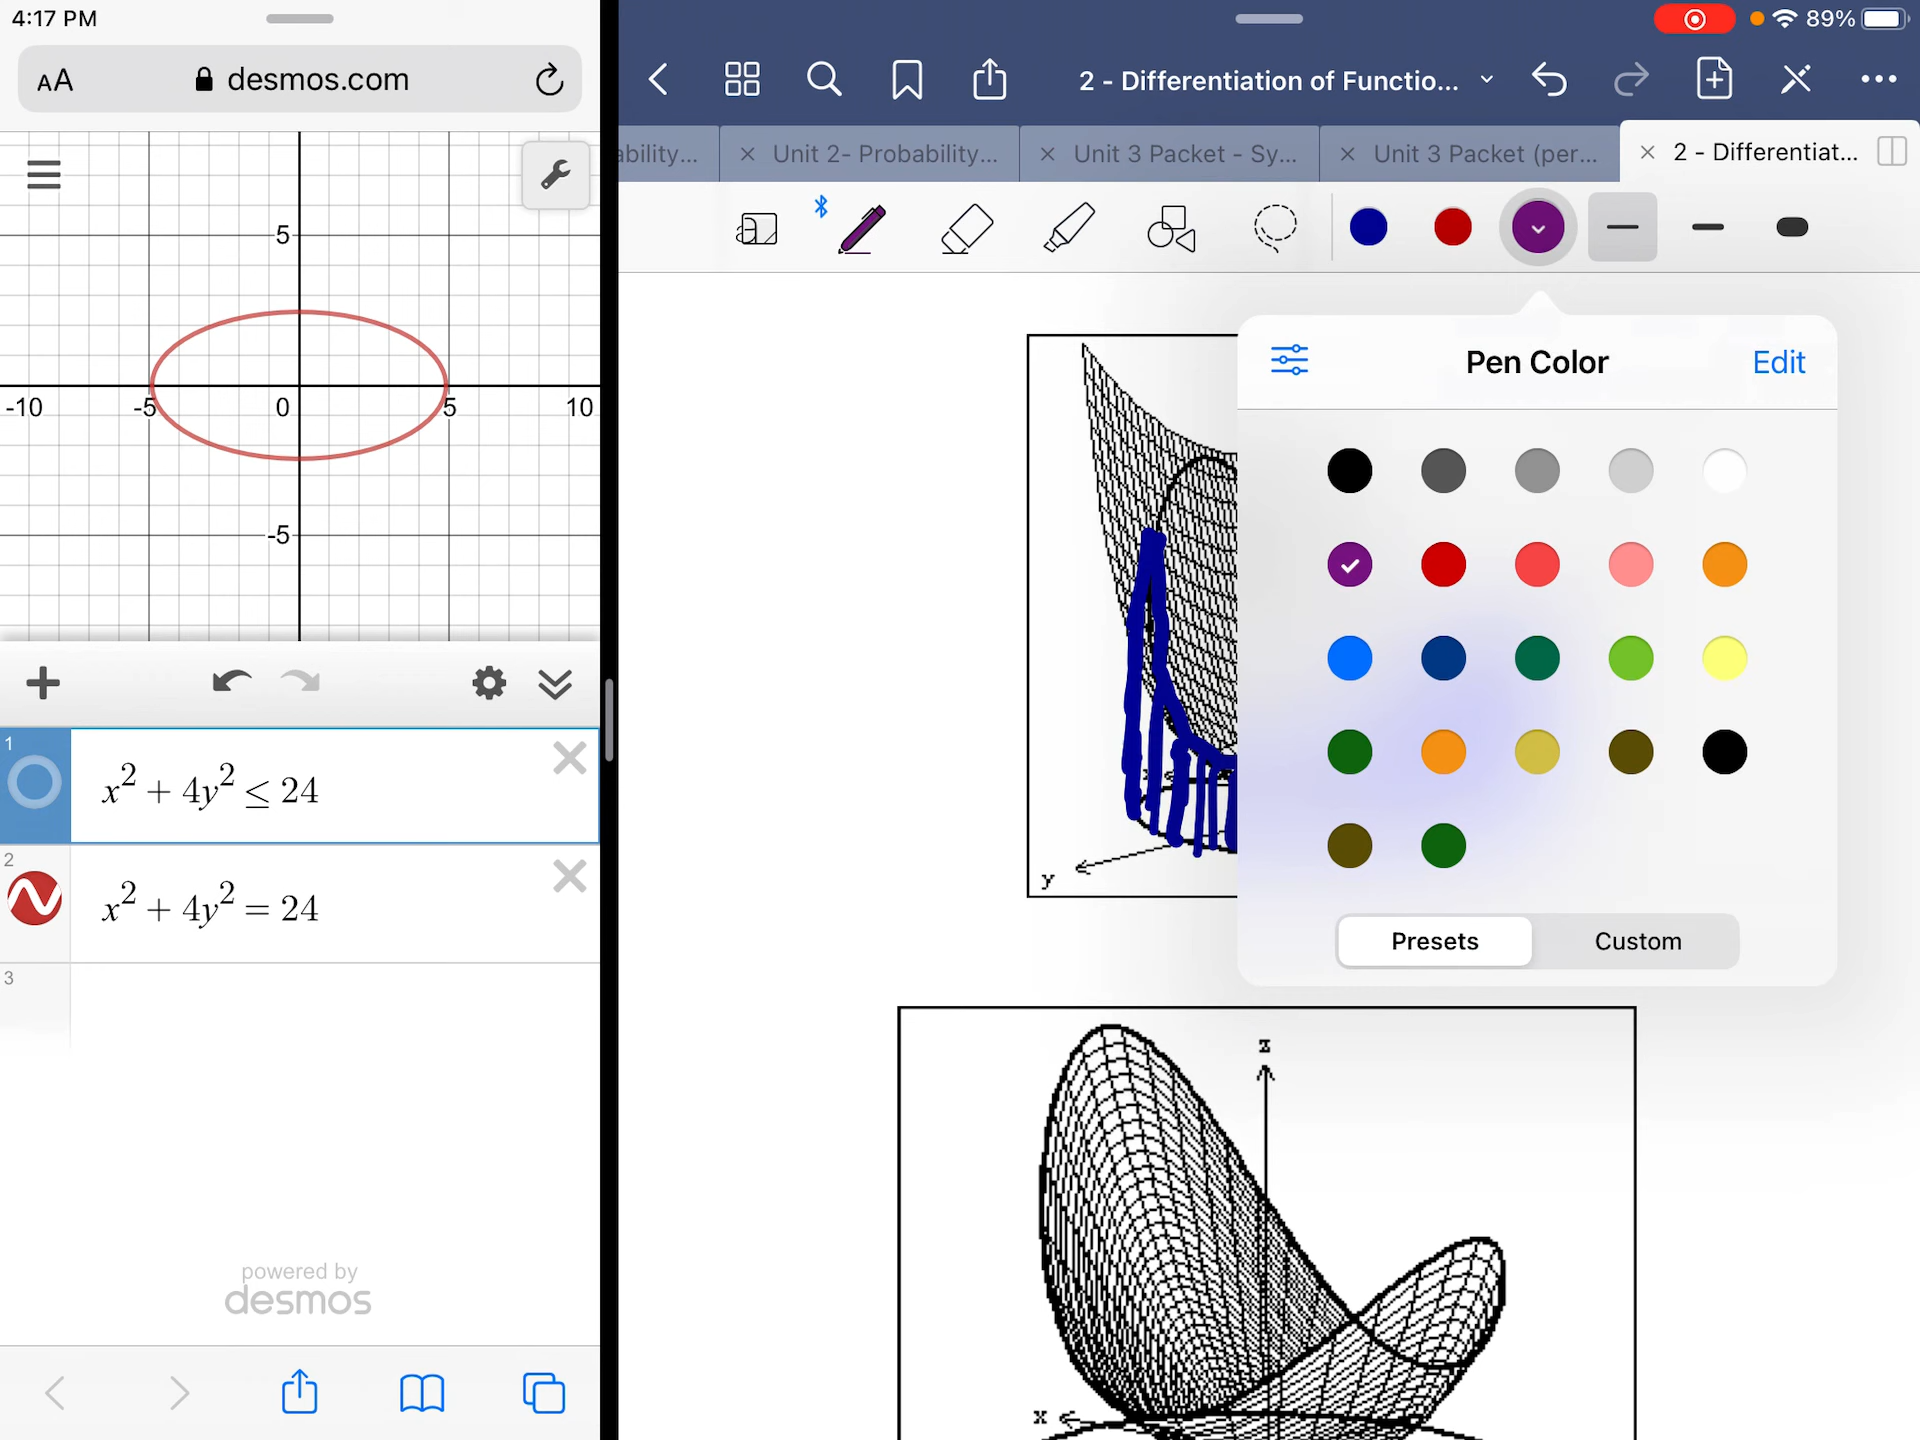 4:17 PM
AA desmos.com
5
-10 -5 0 5 10
-5
1
x² + 4y² ≤ 24
2
x² + 4y² = 24
3
powered by
desmos
89%
2 - Differentiation of Functio...
ability...
Unit 2- Probability...
Unit 3 Packet - Sy...
Unit 3 Packet (per...
2 - Differentiat...
a
Pen Color
Edit
Presets
Custom
y
z
x